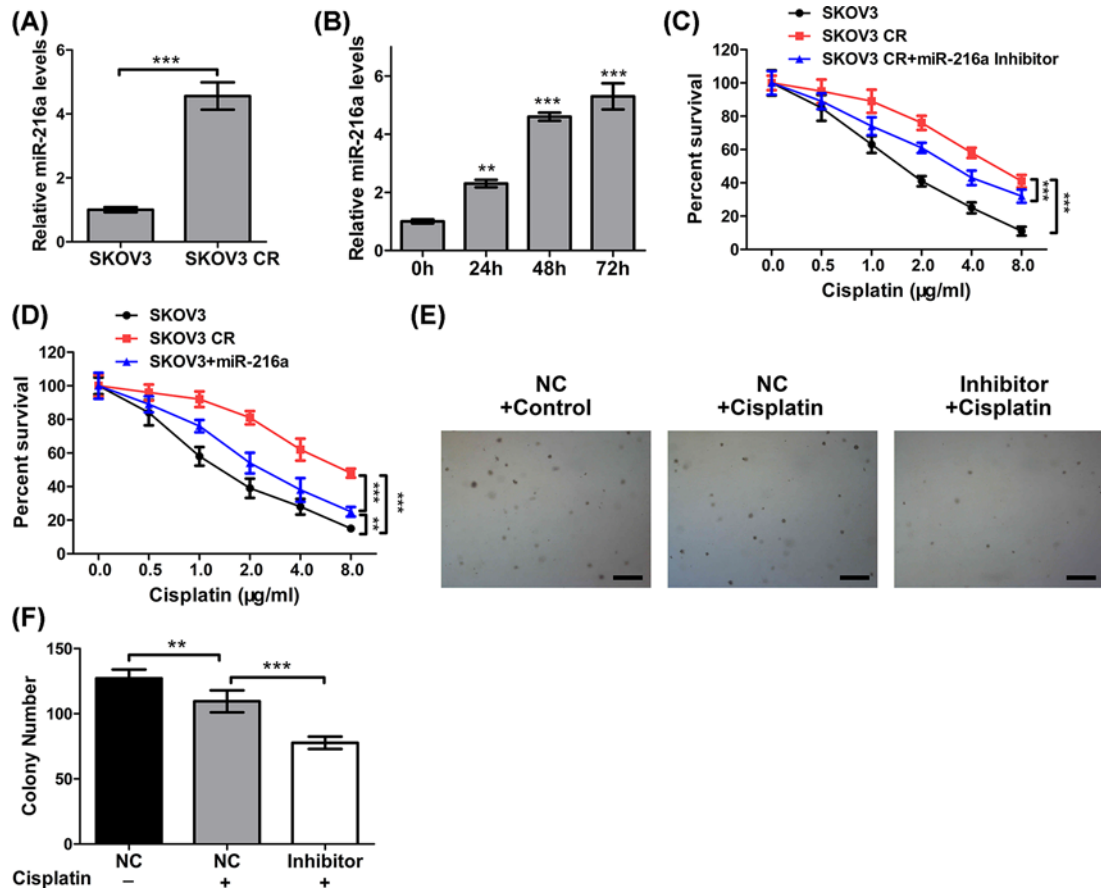 (A)
Relative miR-216a levels
6
4
2
0
***
SKOV3
SKOV3 CR
(B)
Relative miR-216a levels
6
4
2
0
**
***
***
0h
24h
48h
72h
(C)
SKOV3
SKOV3 CR
SKOV3 CR+miR-216a Inhibitor
Percent survival
120
100
80
60
40
20
0
0.0
0.5
1.0
2.0
4.0
8.0
Cisplatin (μg/ml)
***
***
(D)
SKOV3
SKOV3 CR
SKOV3+miR-216a
Percent survival
120
100
80
60
40
20
0
0.0
0.5
1.0
2.0
4.0
8.0
Cisplatin (μg/ml)
***
**
***
(E)
NC
+Control
NC
+Cisplatin
Inhibitor
+Cisplatin
(F)
Colony Number
150
100
50
0
**
***
NC
NC
Inhibitor
Cisplatin
–
+
+